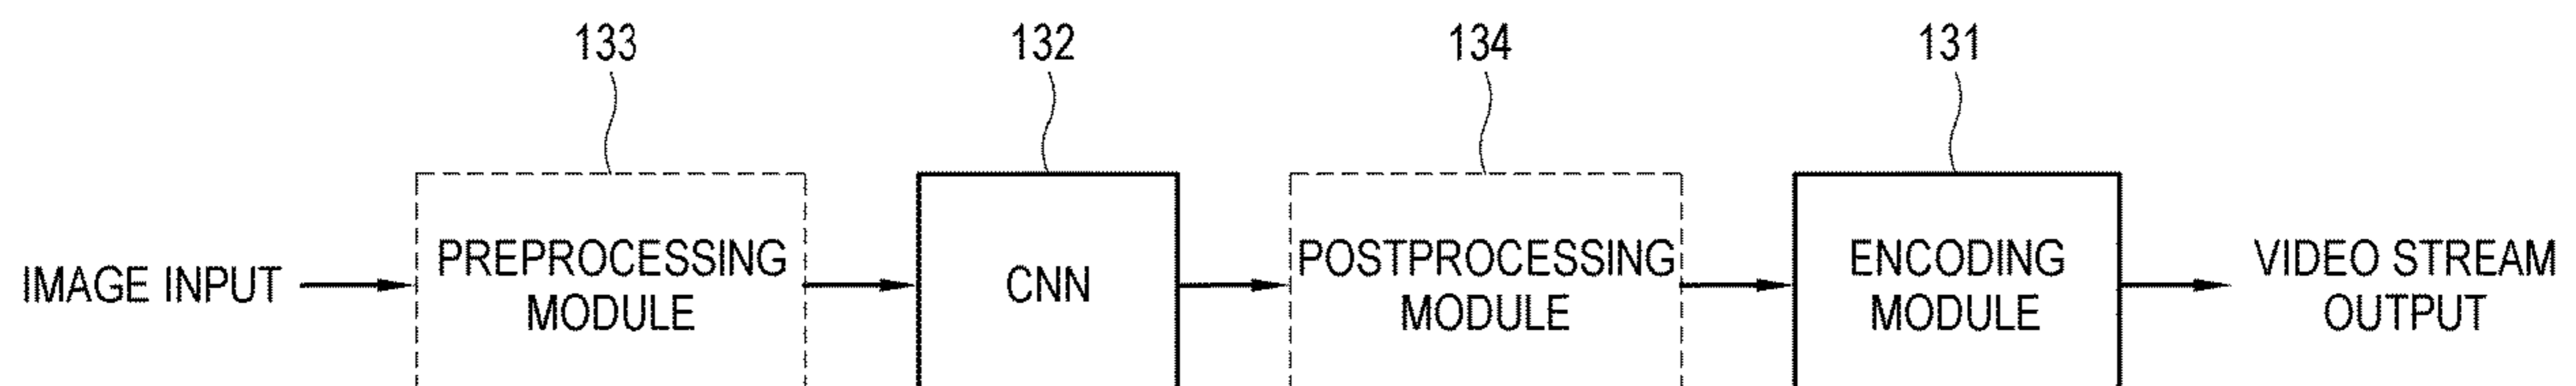 133
132
134
131
IMAGE INPUT
PREPROCESSING
MODULE
CNN
POSTPROCESSING
MODULE
ENCODING
MODULE
VIDEO STREAM
OUTPUT